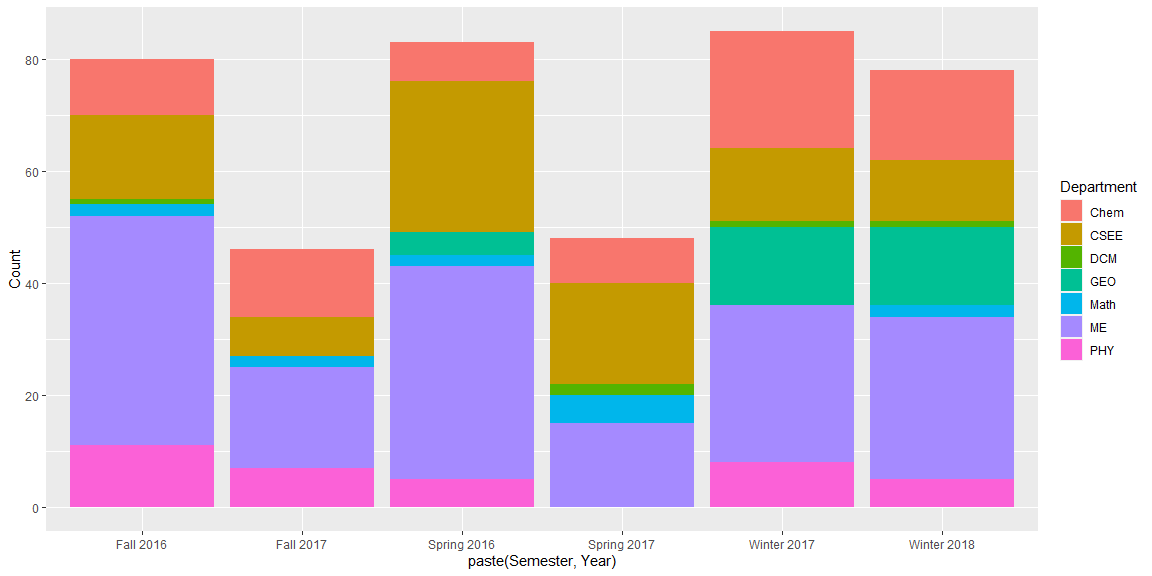 Count
80
60
40
20
0
Fall 2016
Fall 2017
Spring 2016
Spring 2017
Winter 2017
Winter 2018
paste(Semester, Year)
Department
Chem
CSEE
DCM
GEO
Math
ME
PHY